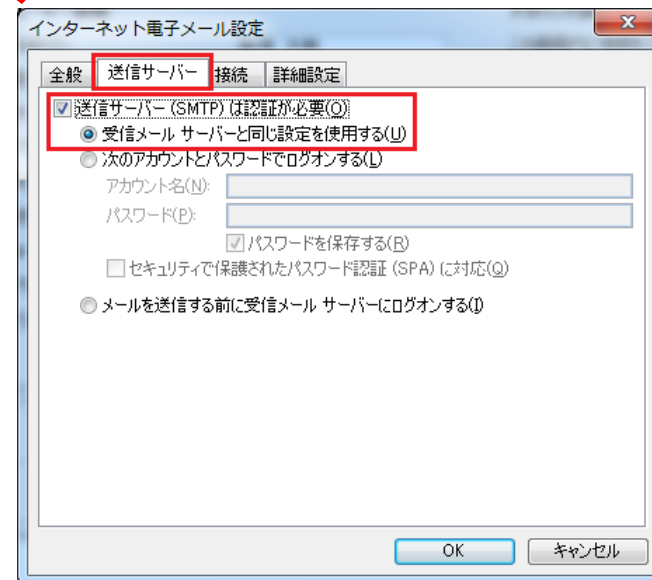 インターネット電子メール設定
全般 送信サーバー 接続 詳細設定
送信サーバー (SMTP) は認証が必要(O)
受信メール サーバーと同じ設定を使用する(U)
次のアカウントとパスワードでログオンする(L)
アカウント名(N):
パスワード(P):
パスワードを保存する(R)
セキュリティで保護されたパスワード認証 (SPA) に対応(Q)
メールを送信する前に受信メール サーバーにログオンする(I)
OK キャンセル